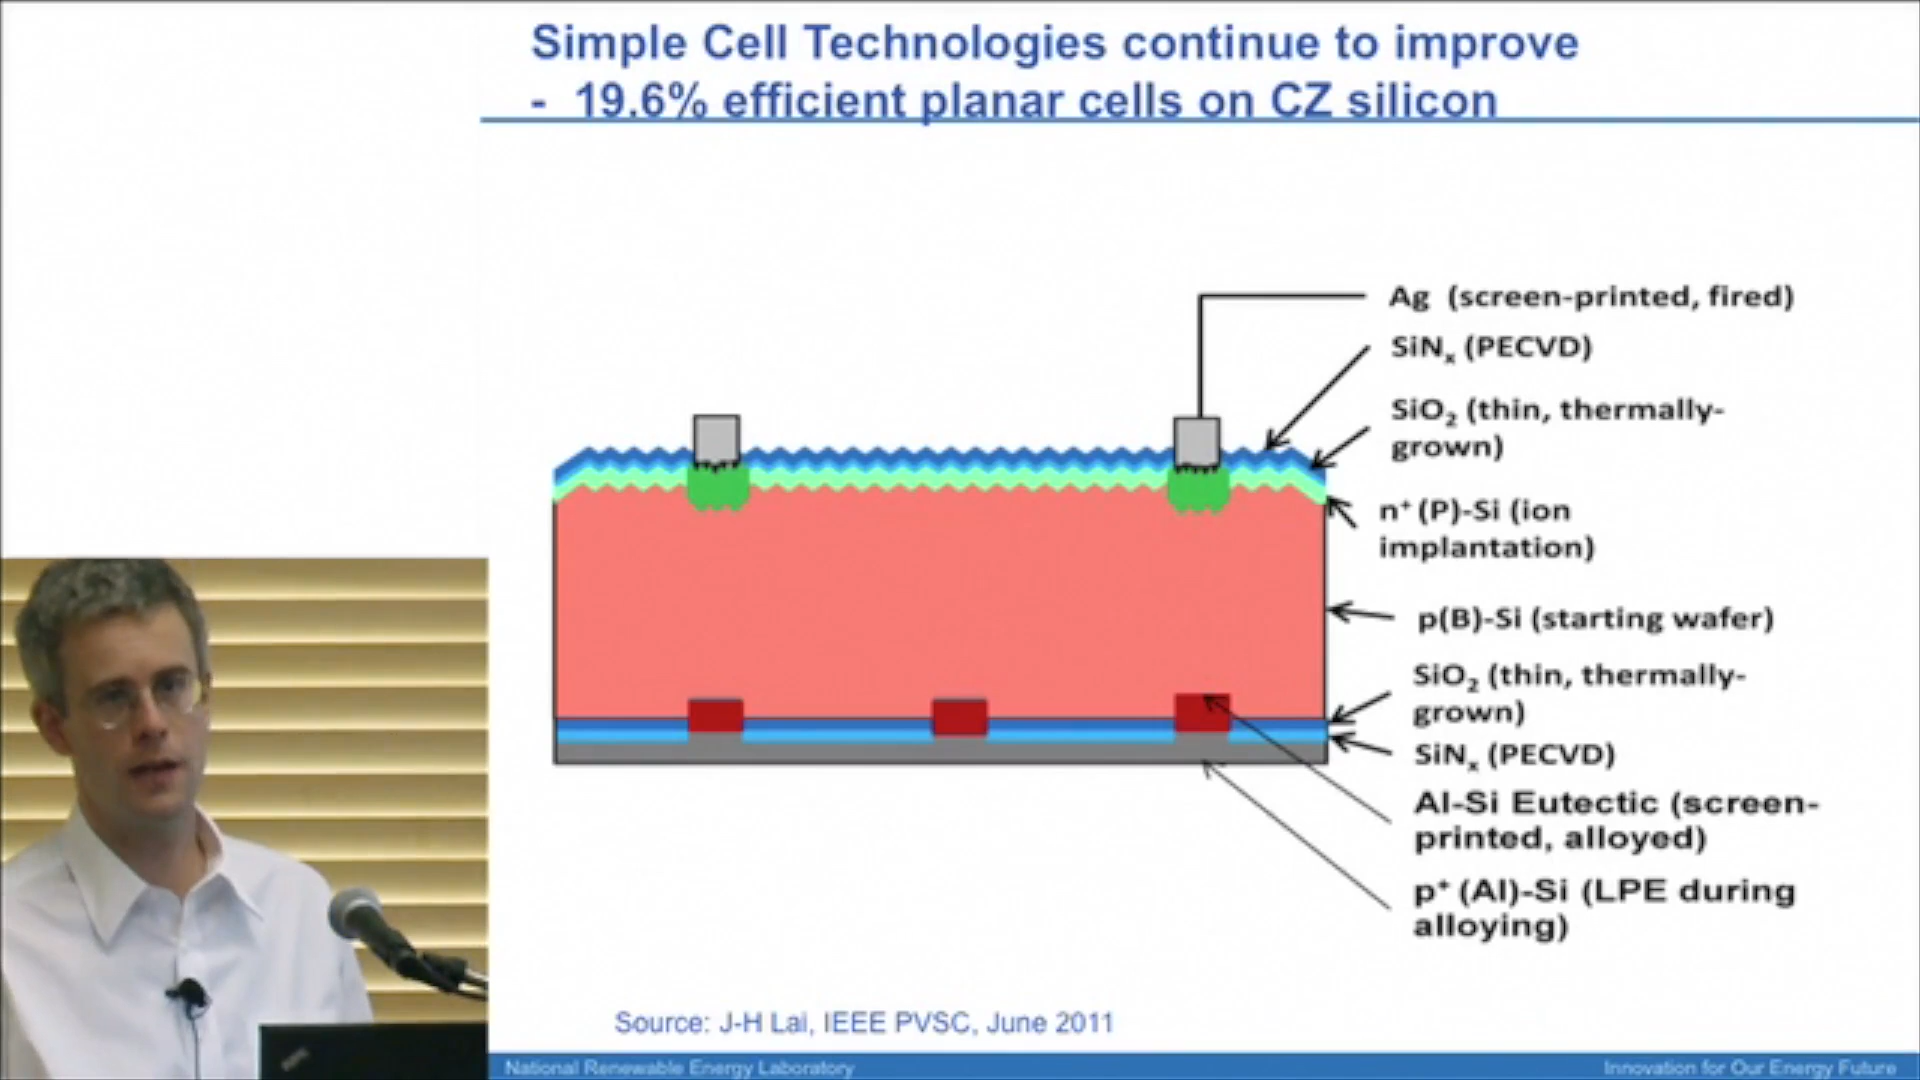 Simple Cell Technologies continue to improve
- 19.6% efficient planar cells on CZ silicon
Ag (screen-printed, fired)
SiNₓ (PECVD)
SiO₂ (thin, thermally-
grown)
n⁺ (P)-Si (ion
implantation)
p(B)-Si (starting wafer)
SiO₂ (thin, thermally-
grown)
SiNₓ (PECVD)
Al-Si Eutectic (screen-
printed, alloyed)
p⁺ (Al)-Si (LPE during
alloying)
Source: J-H Lai, IEEE PVSC, June 2011
National Renewable Energy Laboratory
Innovation for Our Energy Future